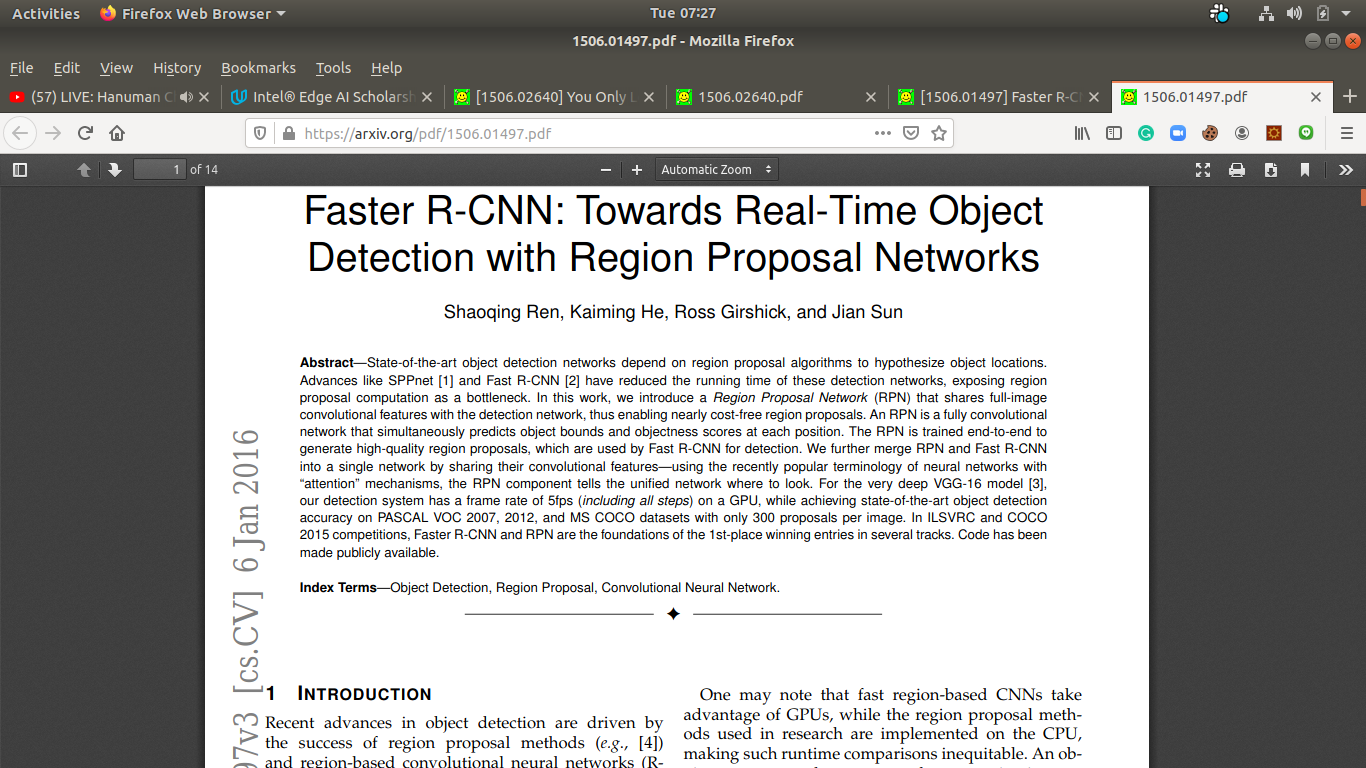 Activities
Firefox Web Browser
Tue 07:27
1506.01497.pdf - Mozilla Firefox
File Edit View History Bookmarks Tools Help
(57) LIVE: Hanuman
Intel® Edge AI Scholarsh
[1506.02640] You Only L
1506.02640.pdf
[1506.01497] Faster R-C
1506.01497.pdf
https://arxiv.org/pdf/1506.01497.pdf
1 of 14
Automatic Zoom
Faster R-CNN: Towards Real-Time Object
Detection with Region Proposal Networks
Shaoqing Ren, Kaiming He, Ross Girshick, and Jian Sun
Abstract—State-of-the-art object detection networks depend on region proposal algorithms to hypothesize object locations.
Advances like SPPnet [1] and Fast R-CNN [2] have reduced the running time of these detection networks, exposing region
proposal computation as a bottleneck. In this work, we introduce a Region Proposal Network (RPN) that shares full-image
convolutional features with the detection network, thus enabling nearly cost-free region proposals. An RPN is a fully convolutional
network that simultaneously predicts object bounds and objectness scores at each position. The RPN is trained end-to-end to
generate high-quality region proposals, which are used by Fast R-CNN for detection. We further merge RPN and Fast R-CNN
into a single network by sharing their convolutional features—using the recently popular terminology of neural networks with
“attention” mechanisms, the RPN component tells the unified network where to look. For the very deep VGG-16 model [3],
our detection system has a frame rate of 5fps (including all steps) on a GPU, while achieving state-of-the-art object detection
accuracy on PASCAL VOC 2007, 2012, and MS COCO datasets with only 300 proposals per image. In ILSVRC and COCO
2015 competitions, Faster R-CNN and RPN are the foundations of the 1st-place winning entries in several tracks. Code has been
made publicly available.
Index Terms—Object Detection, Region Proposal, Convolutional Neural Network.
97v3 [cs.CV] 6 Jan 2016
1 INTRODUCTION
Recent advances in object detection are driven by
the success of region proposal methods (e.g., [4])
and region-based convolutional neural networks (R-
One may note that fast region-based CNNs take
advantage of GPUs, while the region proposal meth-
ods used in research are implemented on the CPU,
making such runtime comparisons inequitable. An ob-